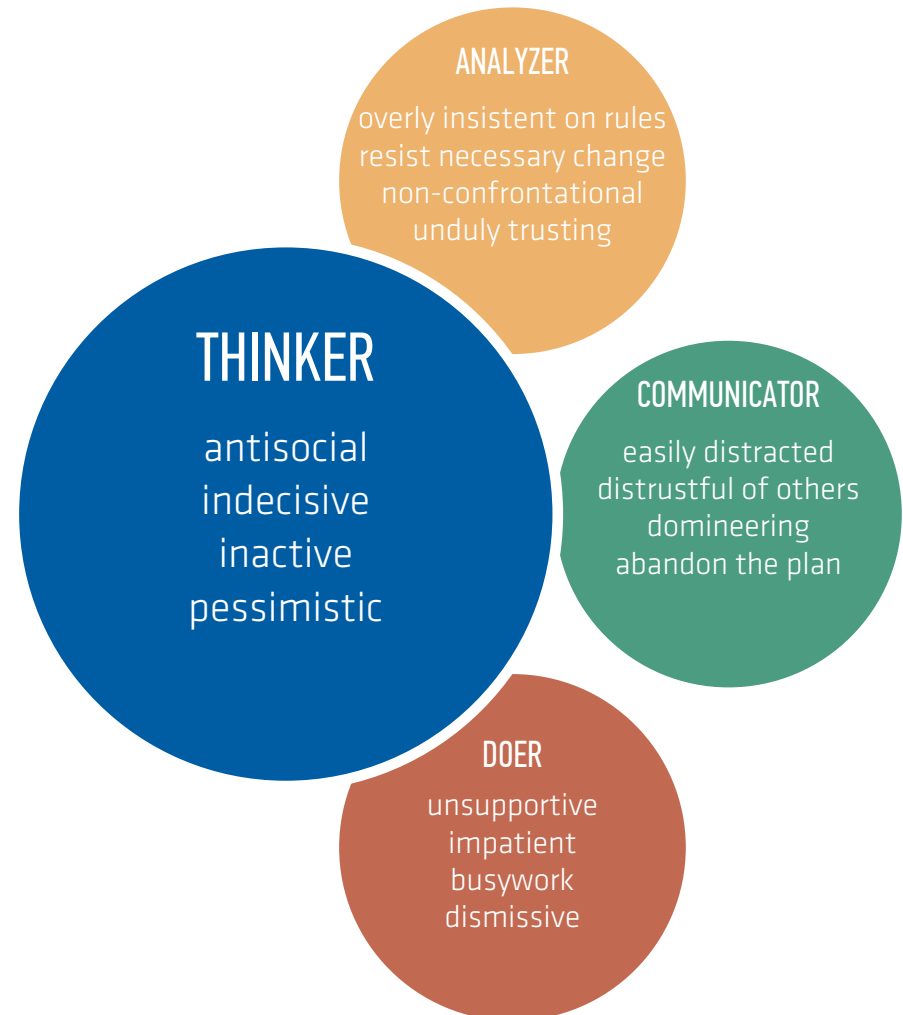 ANALYZER
overly insistent on rules
resist necessary change
non-confrontational
unduly trusting
THINKER
antisocial
indecisive
inactive
pessimistic
COMMUNICATOR
easily distracted
distrustful of others
domineering
abandon the plan
DOER
unsupportive
impatient
busywork
dismissive